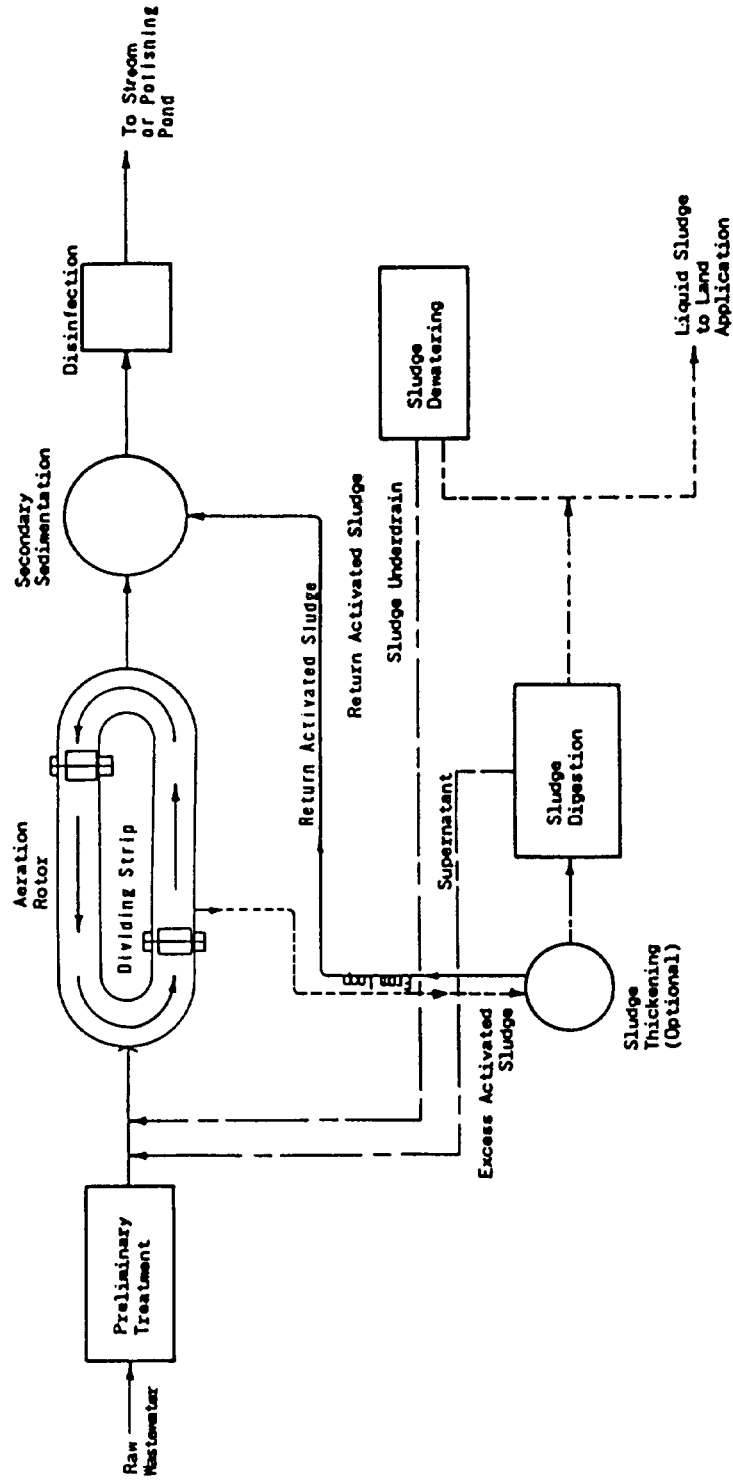 Raw
Wastewater
Preliminary
Treatment
Aeration
Rotor
Dividing Strip
Secondary
Sedimentation
Disinfection
To Stream
or Polisning
Pond
Return Activated Sludge
Return Activated Sludge
Sludge Underdrain
Supernatant
Excess Activated
Sludge
Sludge
Thickening
(Optional)
Sludge
Digestion
Sludge
Dewatering
Liquid Sludge
to Land
Application